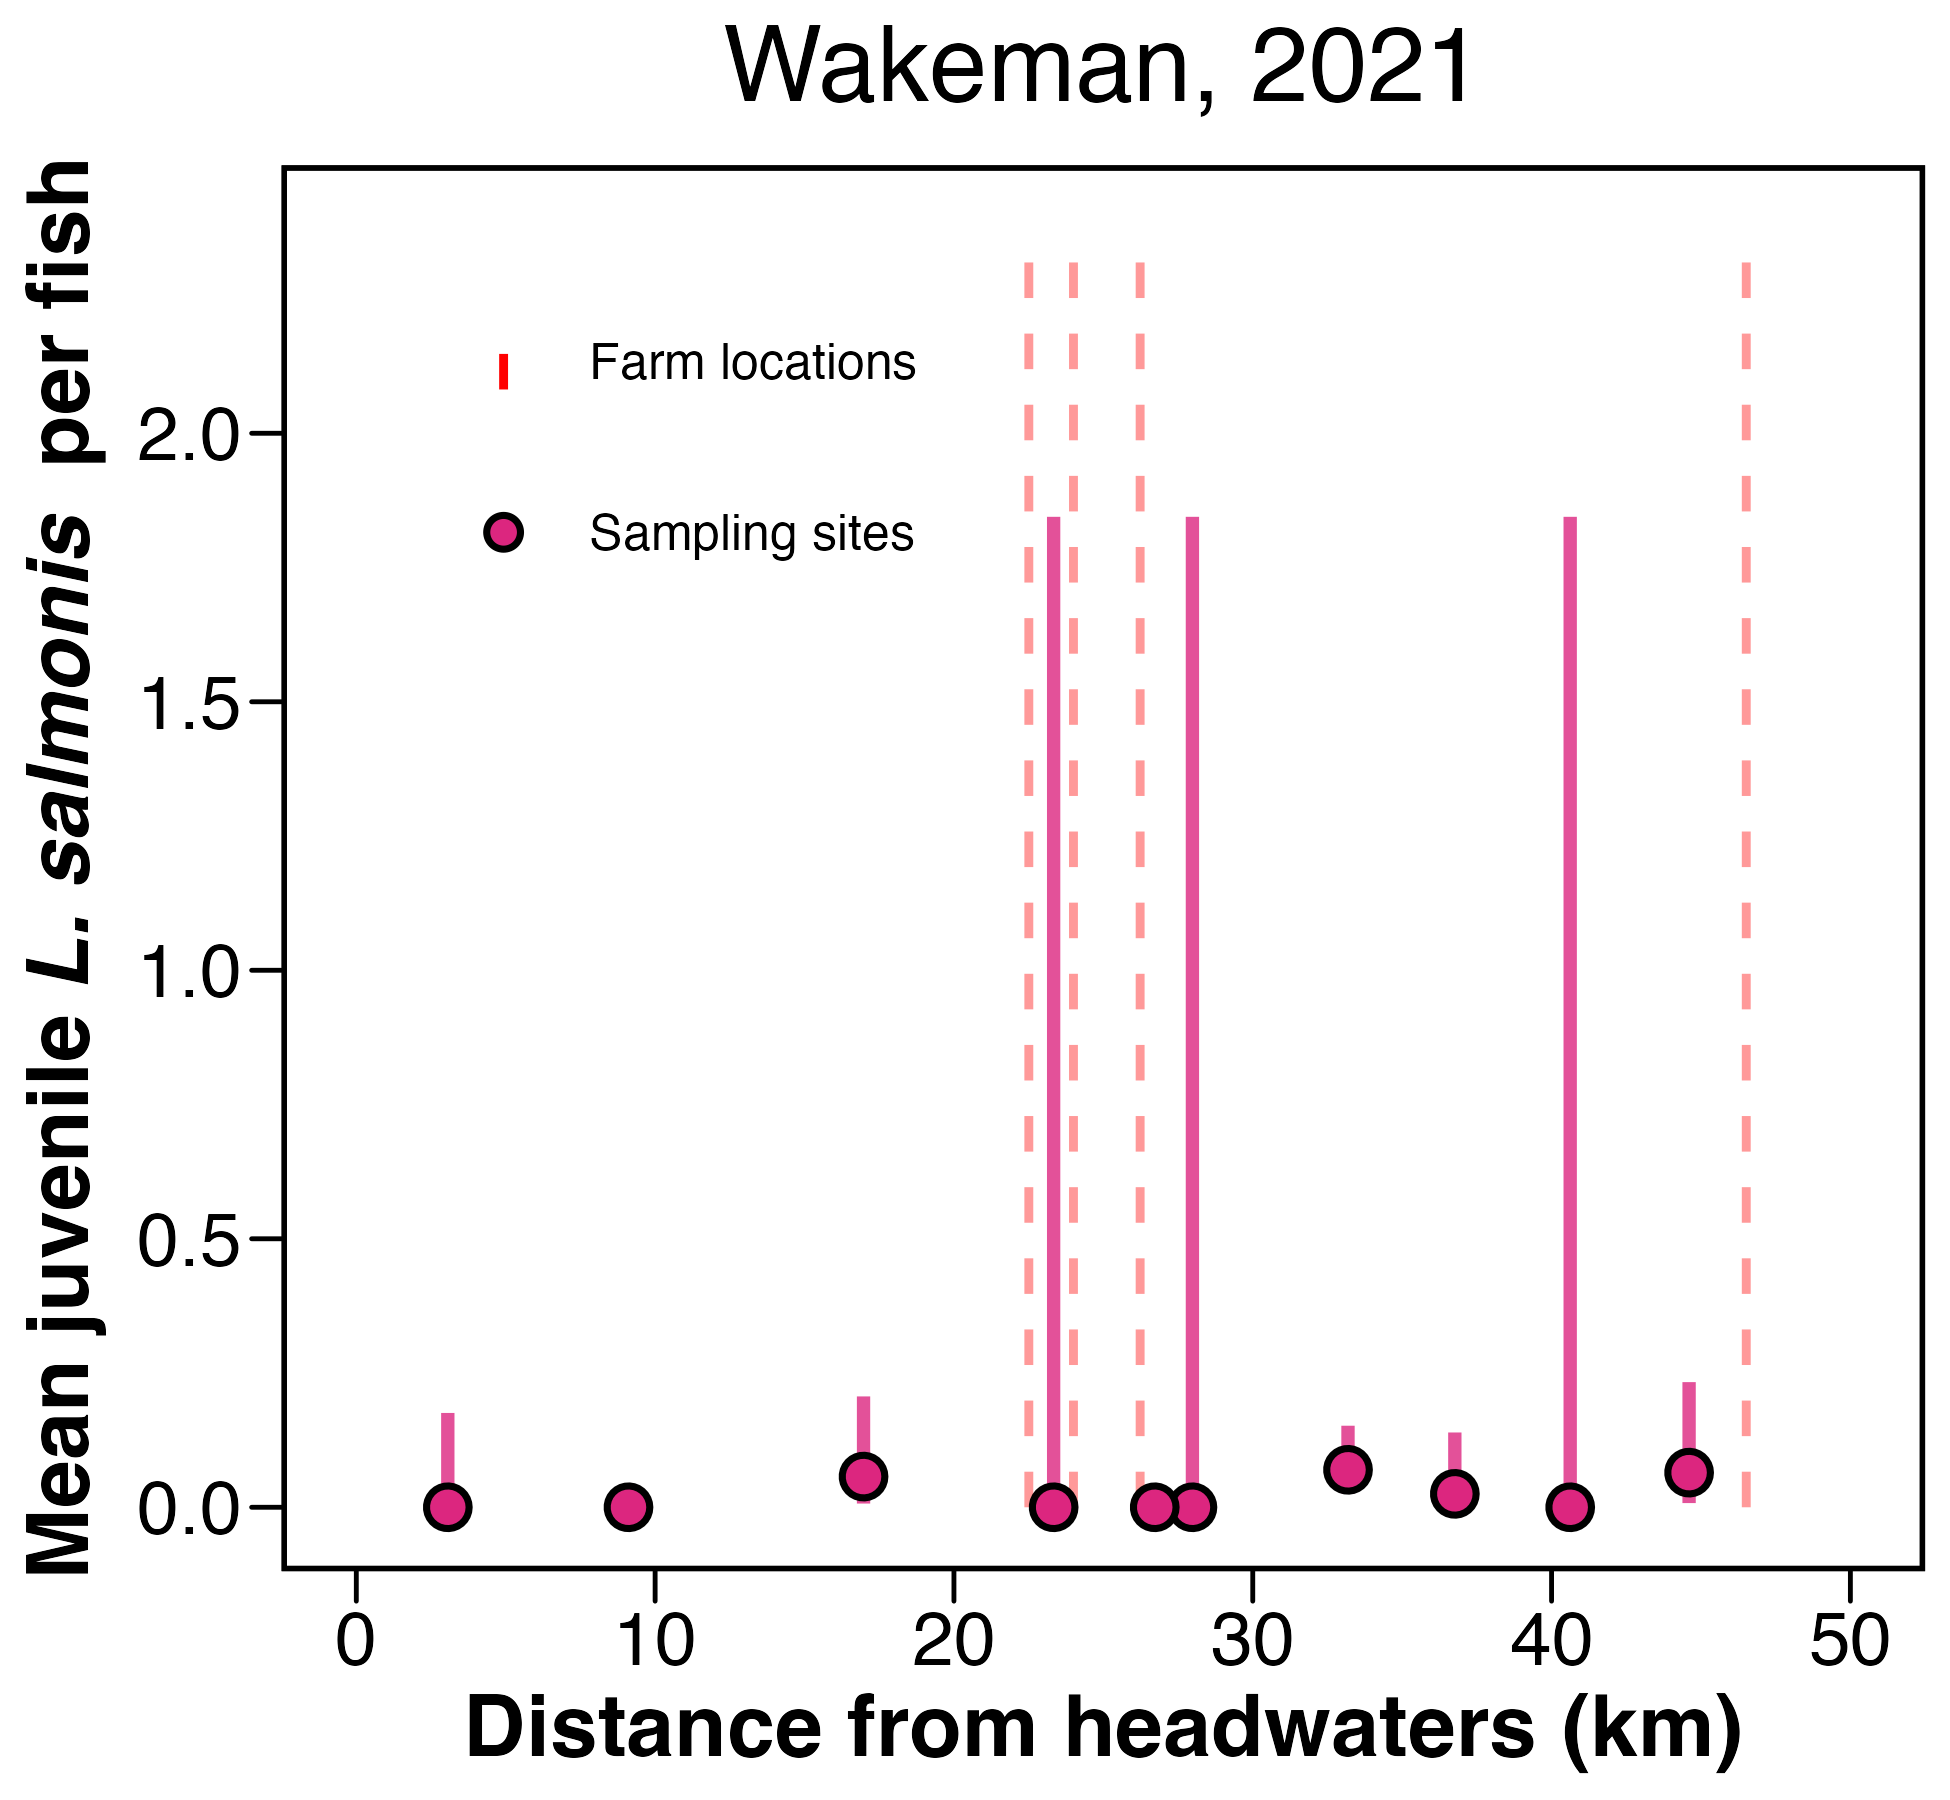 Wakeman, 2021
Mean juvenile L. salmonis per fish
2.0
1.5
1.0
0.5
0.0
Farm locations
Sampling sites
0 10 20 30 40 50
Distance from headwaters (km)